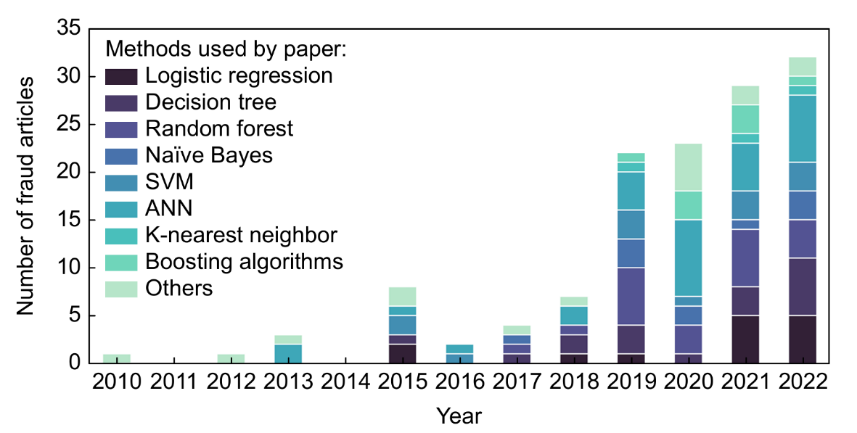 Methods used by paper:
Logistic regression
Decision tree
Random forest
Naïve Bayes
SVM
ANN
K-nearest neighbor
Boosting algorithms
Others
Number of fraud articles
35
30
25
20
15
10
5
0
2010 2011 2012 2013 2014 2015 2016 2017 2018 2019 2020 2021 2022
Year